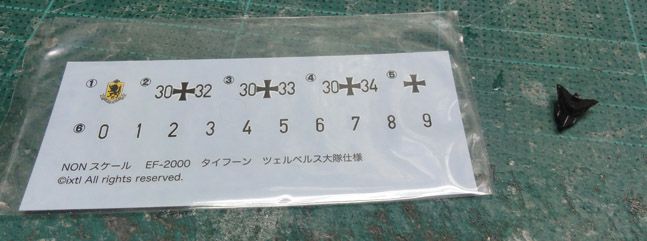 ① ② 30 32 ③ 30 33 ④ 30 34 ⑤
⑥ 0 1 2 3 4 5 6 7 8 9
NON スケール EF-2000 タイフーン ツェルベルス大隊仕様
©ixtl All rights reserved.